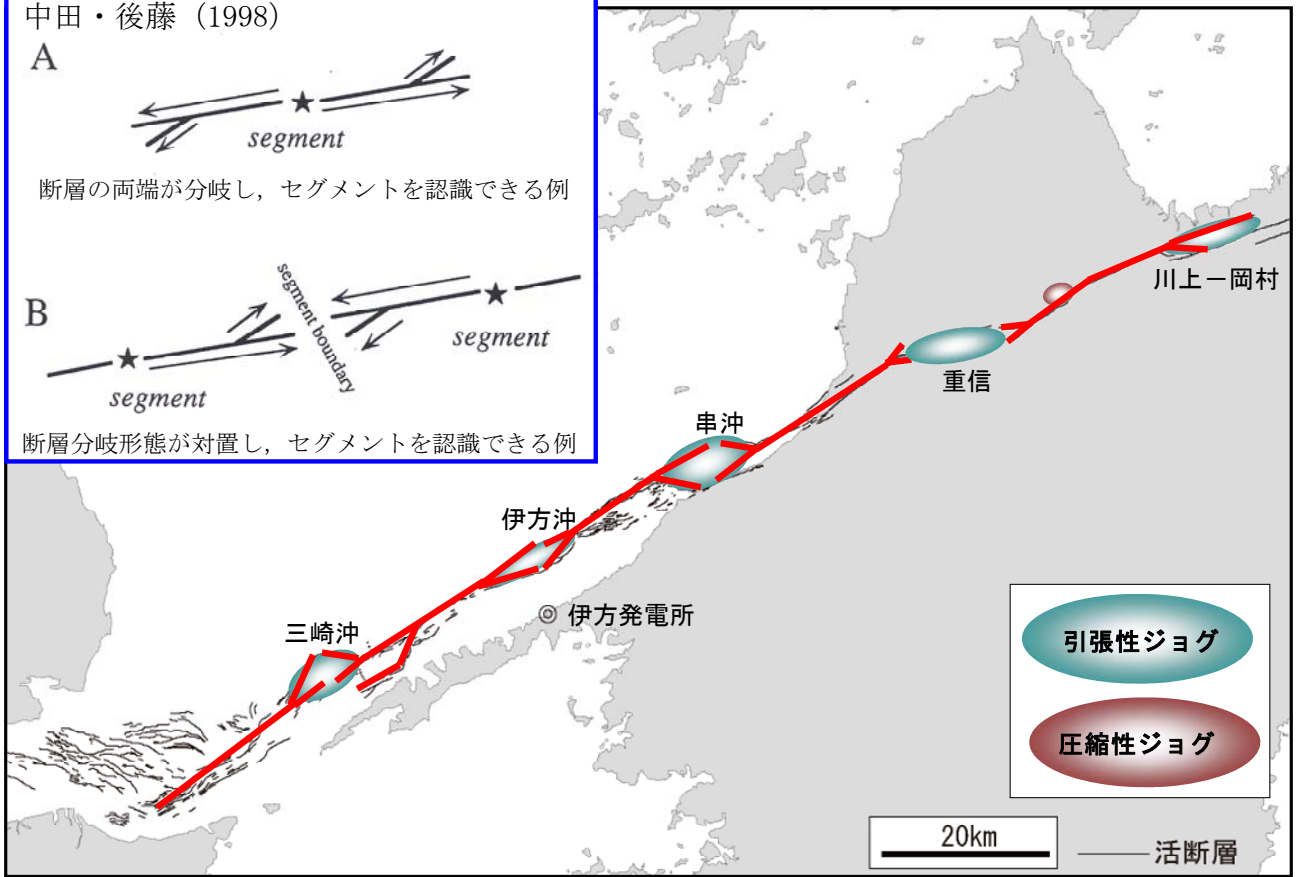 中田・後藤（1998）
A
segment
断層の両端が分岐し，セグメントを認識できる例
B
segment boundary
segment
segment
断層分岐形態が対置し，セグメントを認識できる例
川上－岡村
重信
串沖
伊方沖
伊方発電所
三崎沖
引張性ジョグ
圧縮性ジョグ
20km
活断層